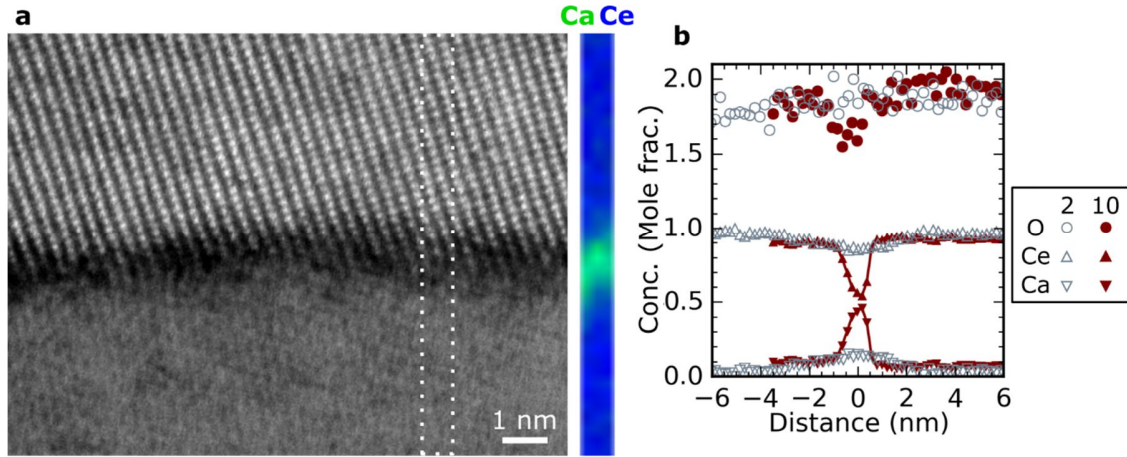 a
Ca Ce
1 nm
b
Conc. (Mole frac.)
2.0
1.5
1.0
0.5
0.0
−6 −4 −2 0 2 4 6
Distance (nm)
2 10
O
Ce
Ca